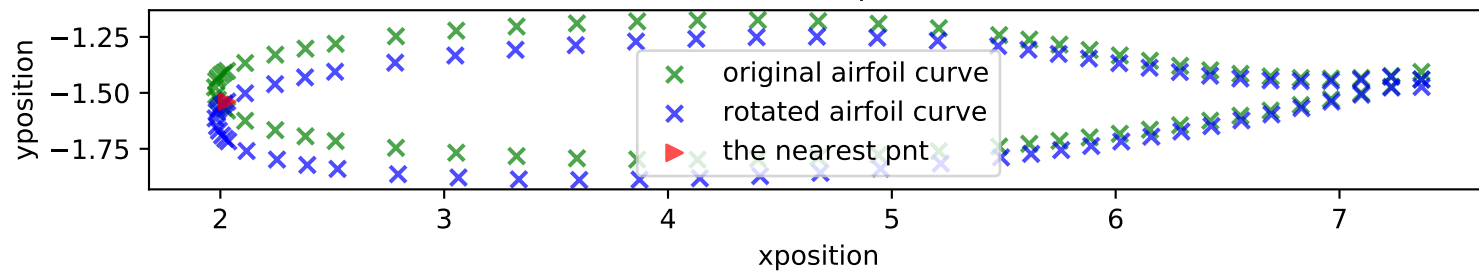 −1.25
−1.50
−1.75
yposition
original airfoil curve
rotated airfoil curve
the nearest pnt
2 3 4 5 6 7
xposition